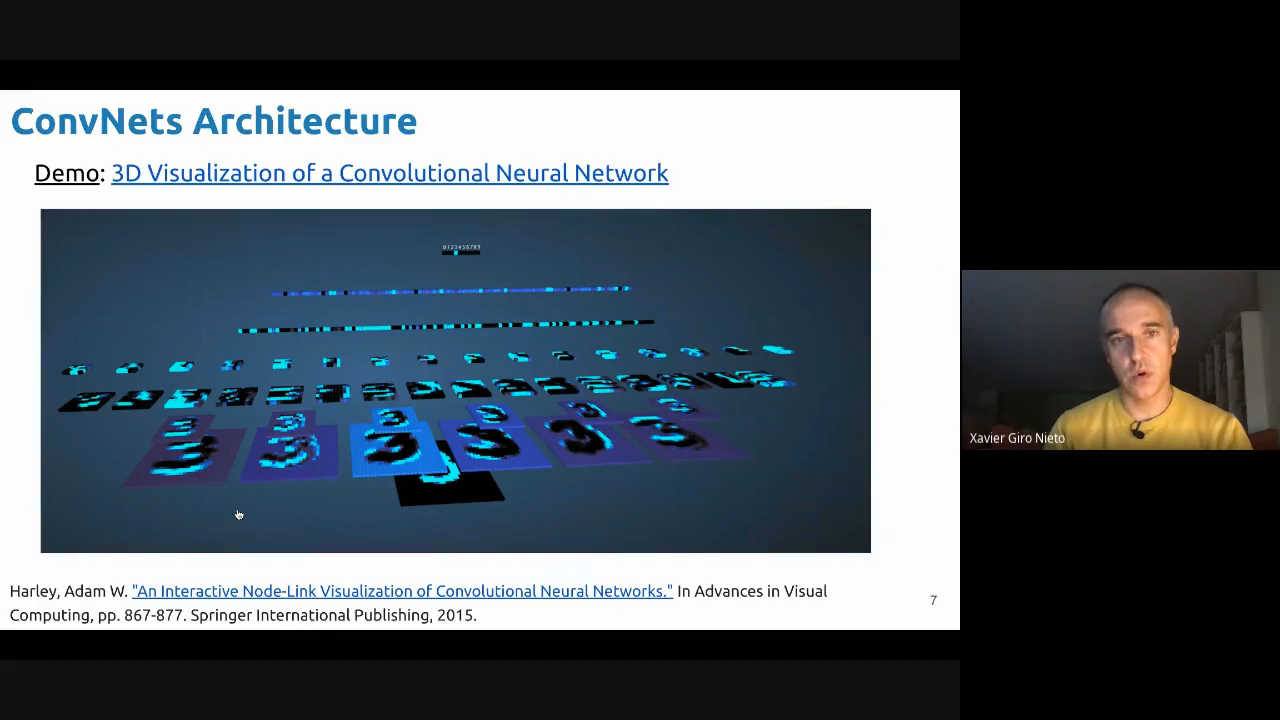 ConvNets Architecture
Demo: 3D Visualization of a Convolutional Neural Network
0123456789
Harley, Adam W. "An Interactive Node-Link Visualization of Convolutional Neural Networks." In Advances in Visual
Computing, pp. 867-877. Springer International Publishing, 2015.
7
Xavier Giro Nieto